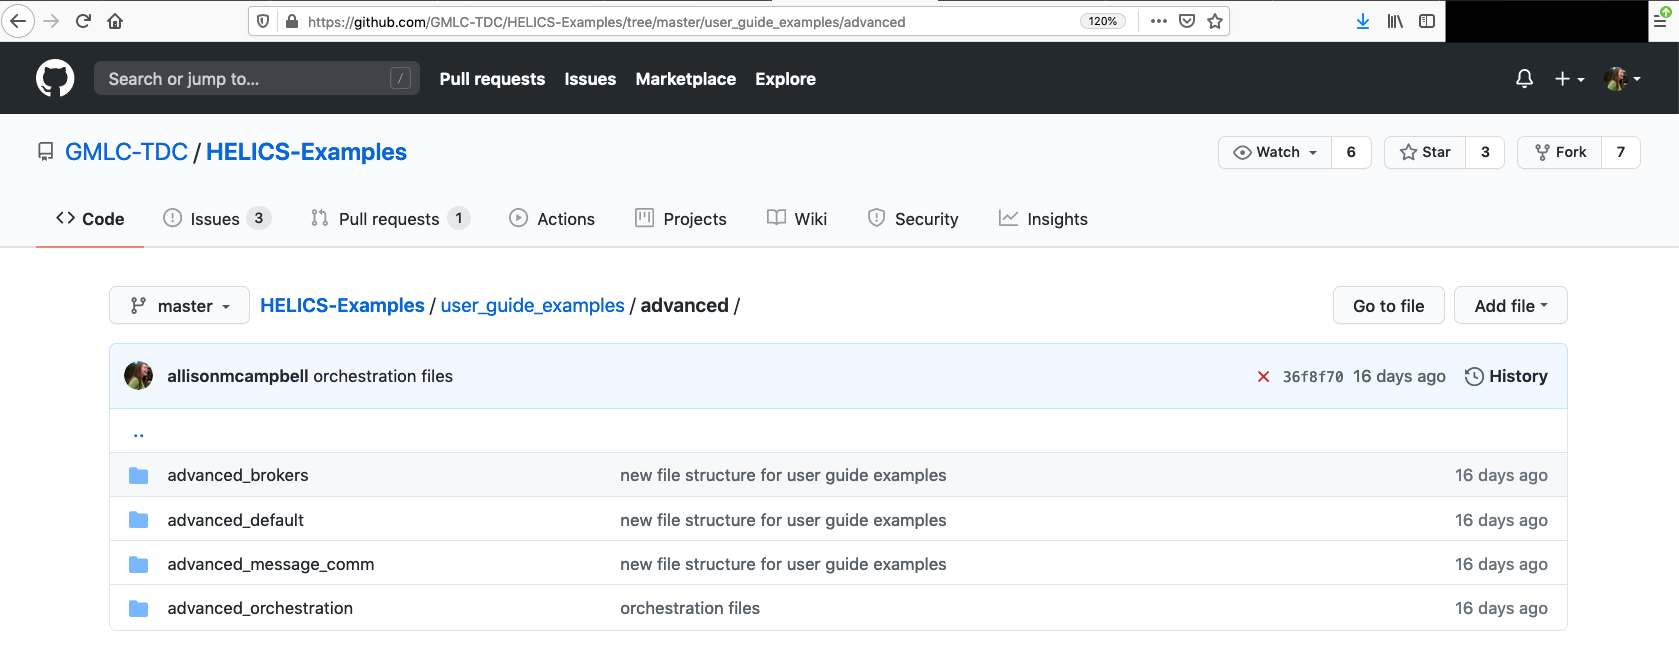 https://github.com/GMLC-TDC/HELICS-Examples/tree/master/user_guide_examples/advanced 120%
Search or jump to... / Pull requests Issues Marketplace Explore
GMLC-TDC / HELICS-Examples Watch 6 Star 3 Fork 7
Code Issues 3 Pull requests 1 Actions Projects Wiki Security Insights
master HELICS-Examples / user_guide_examples / advanced / Go to file Add file
allisonmcampbell orchestration files 36f8f70 16 days ago History
..
advanced_brokers new file structure for user guide examples 16 days ago
advanced_default new file structure for user guide examples 16 days ago
advanced_message_comm new file structure for user guide examples 16 days ago
advanced_orchestration orchestration files 16 days ago